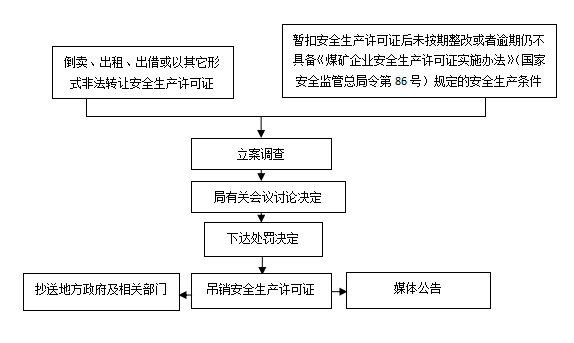 倒卖、出租、出借或以其它形
式非法转让安全生产许可证
暂扣安全生产许可证后未按期整改或者逾期仍不
具备《煤矿企业安全生产许可证实施办法》（国家
安全监管总局令第 86 号）规定的安全生产条件
立案调查
局有关会议讨论决定
下达处罚决定
抄送地方政府及相关部门
吊销安全生产许可证
媒体公告